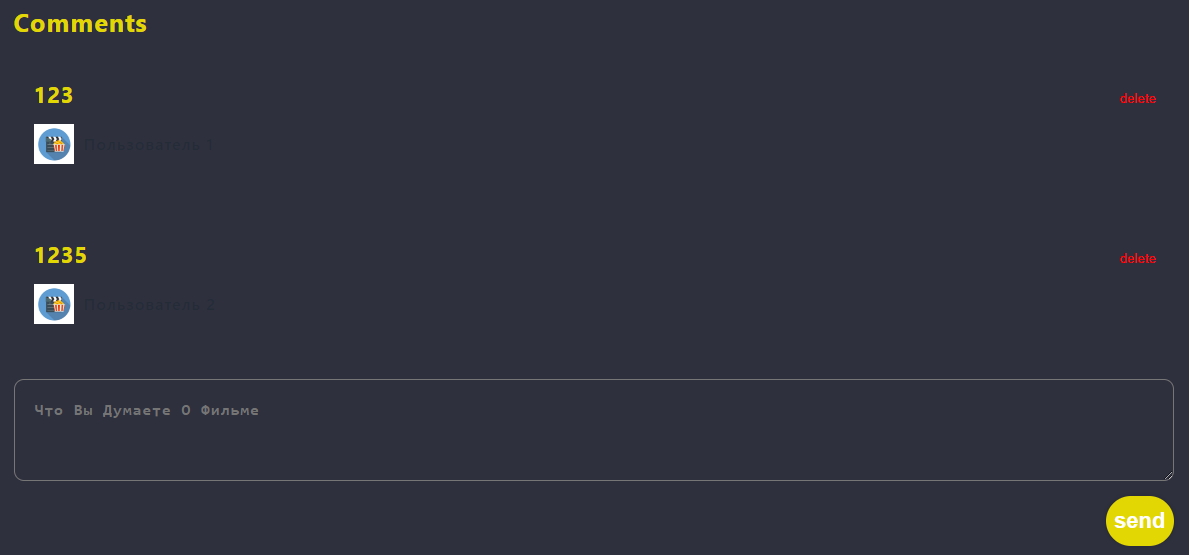 Comments
123
delete
Пользователь 1
1235
delete
Пользователь 2
Что Вы Думаете О Фильме
send